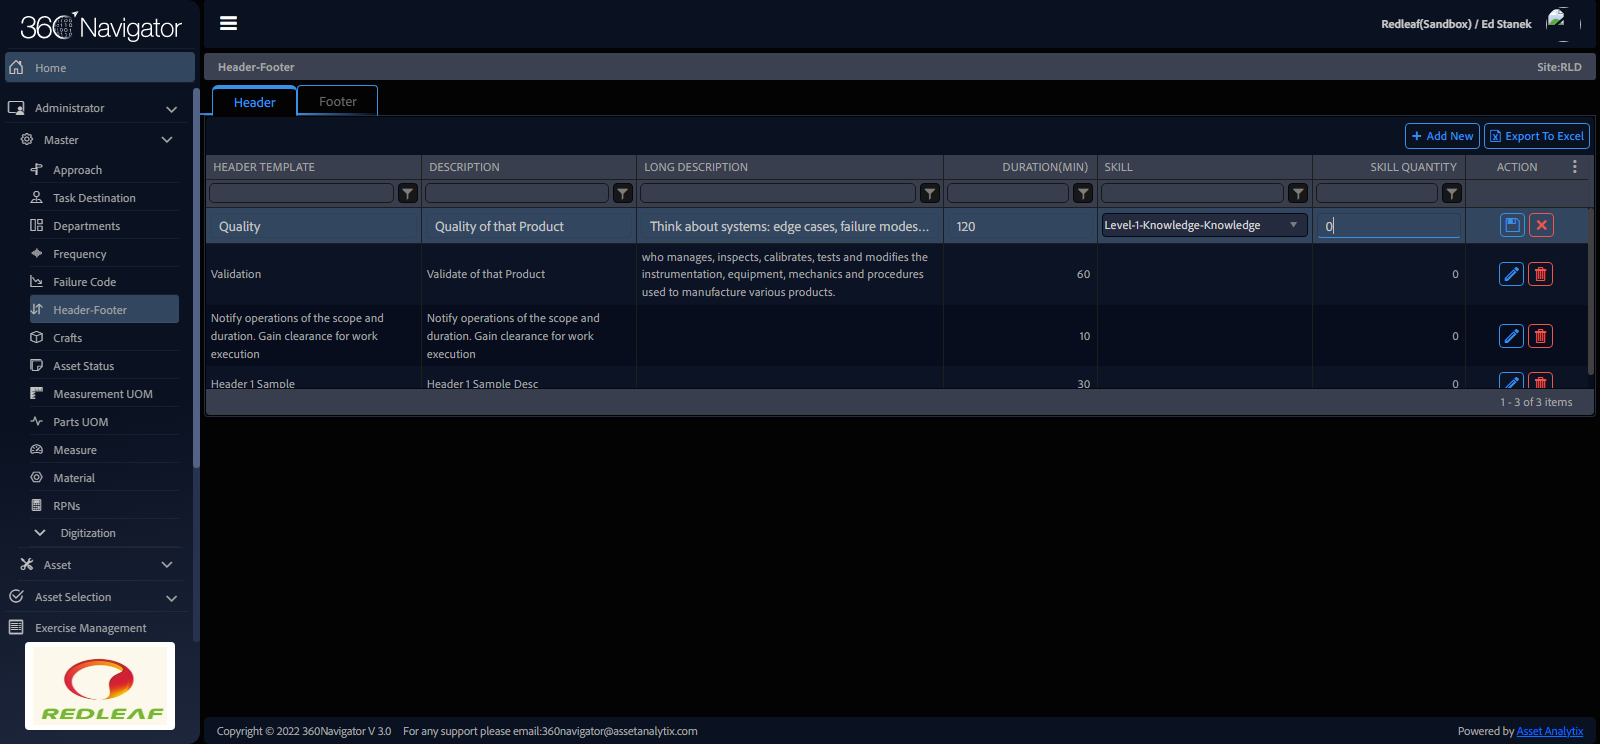 360 Navigator
Redleaf(Sandbox) / Ed Stanek
Home
Administrator
Master
Approach
Task Destination
Departments
Frequency
Failure Code
Header-Footer
Crafts
Asset Status
Measurement UOM
Parts UOM
Measure
Material
RPNs
Digitization
Asset
Asset Selection
Exercise Management
REDLEAF
Header-Footer Site:RLD
Header Footer
+ Add New Export To Excel
HEADER TEMPLATE DESCRIPTION LONG DESCRIPTION DURATION(MIN) SKILL SKILL QUANTITY ACTION
Quality Quality of that Product Think about systems: edge cases, failure modes... 120 Level-1-Knowledge-Knowledge 0
Validation Validate of that Product who manages, inspects, calibrates, tests and modifies the
instrumentation, equipment, mechanics and procedures
used to manufacture various products. 60 0
Notify operations of the scope and
duration. Gain clearance for work
execution
Notify operations of the scope and
duration. Gain clearance for work
execution
10 0
Header 1 Sample Header 1 Sample Desc 30 0
1 - 3 of 3 items
Copyright © 2022 360Navigator V 3.0 For any support please email:360navigator@assetanalytix.com Powered by Asset Analytix